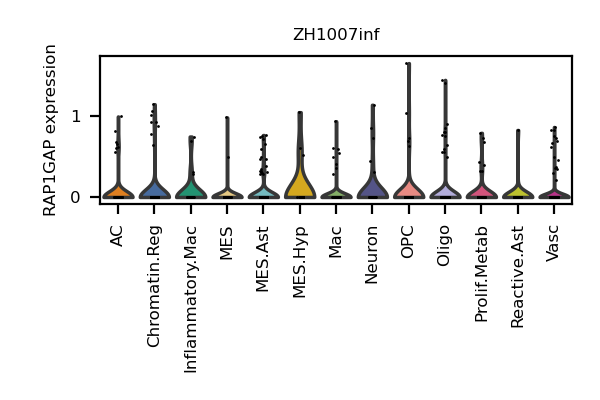 ZH1007inf
RAP1GAP expression
1
0
AC
Chromatin.Reg
Inflammatory.Mac
MES
MES.Ast
MES.Hyp
Mac
Neuron
OPC
Oligo
Prolif.Metab
Reactive.Ast
Vasc